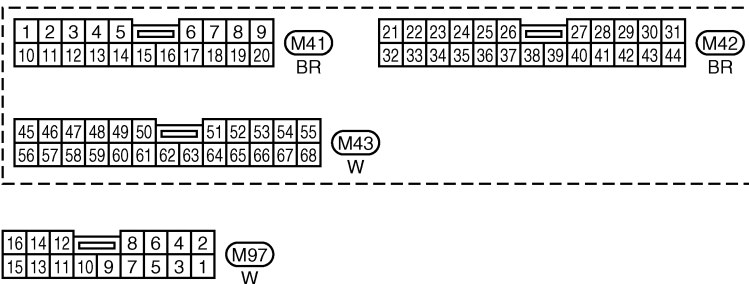 1 2 3 4 5 6 7 8 9
10 11 12 13 14 15 16 17 18 19 20
M41
BR
21 22 23 24 25 26 27 28 29 30 31
32 33 34 35 36 37 38 39 40 41 42 43 44
M42
BR
45 46 47 48 49 50 51 52 53 54 55
56 57 58 59 60 61 62 63 64 65 66 67 68
M43
W
16 14 12 8 6 4 2
15 13 11 10 9 7 5 3 1
M97
W